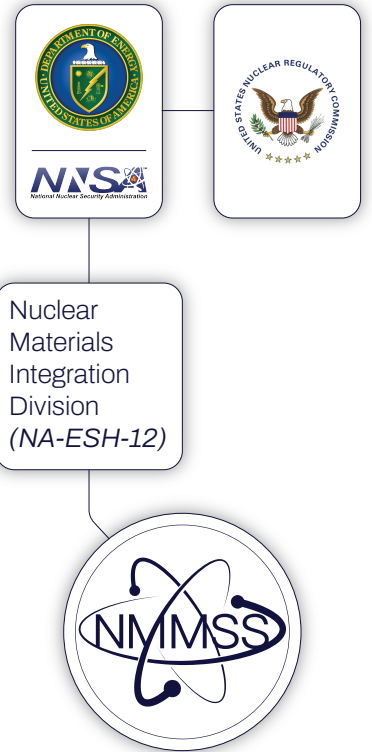 DEPARTMENT OF ENERGY
UNITED STATES OF AMERICA
NNSA
National Nuclear Security Administration
UNITED STATES NUCLEAR REGULATORY COMMISSION
Nuclear
Materials
Integration
Division
(NA-ESH-12)
NMMSS